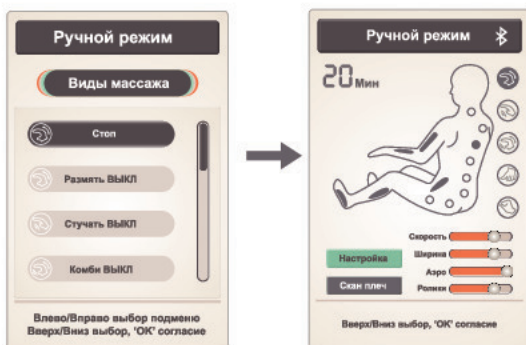 Ручной режим
Виды массажа
Стоп
Размять ВЫКЛ
Стучать ВЫКЛ
Комби ВЫКЛ
Влево/Вправо выбор подменю
Вверх/Вниз выбор, 'ОК' согласие
Ручной режим
20 Мин
Скорость
Настройка
Ширина
Аэро
Скан плеч
Ролики
Вверх/Вниз выбор, 'ОК' согласие